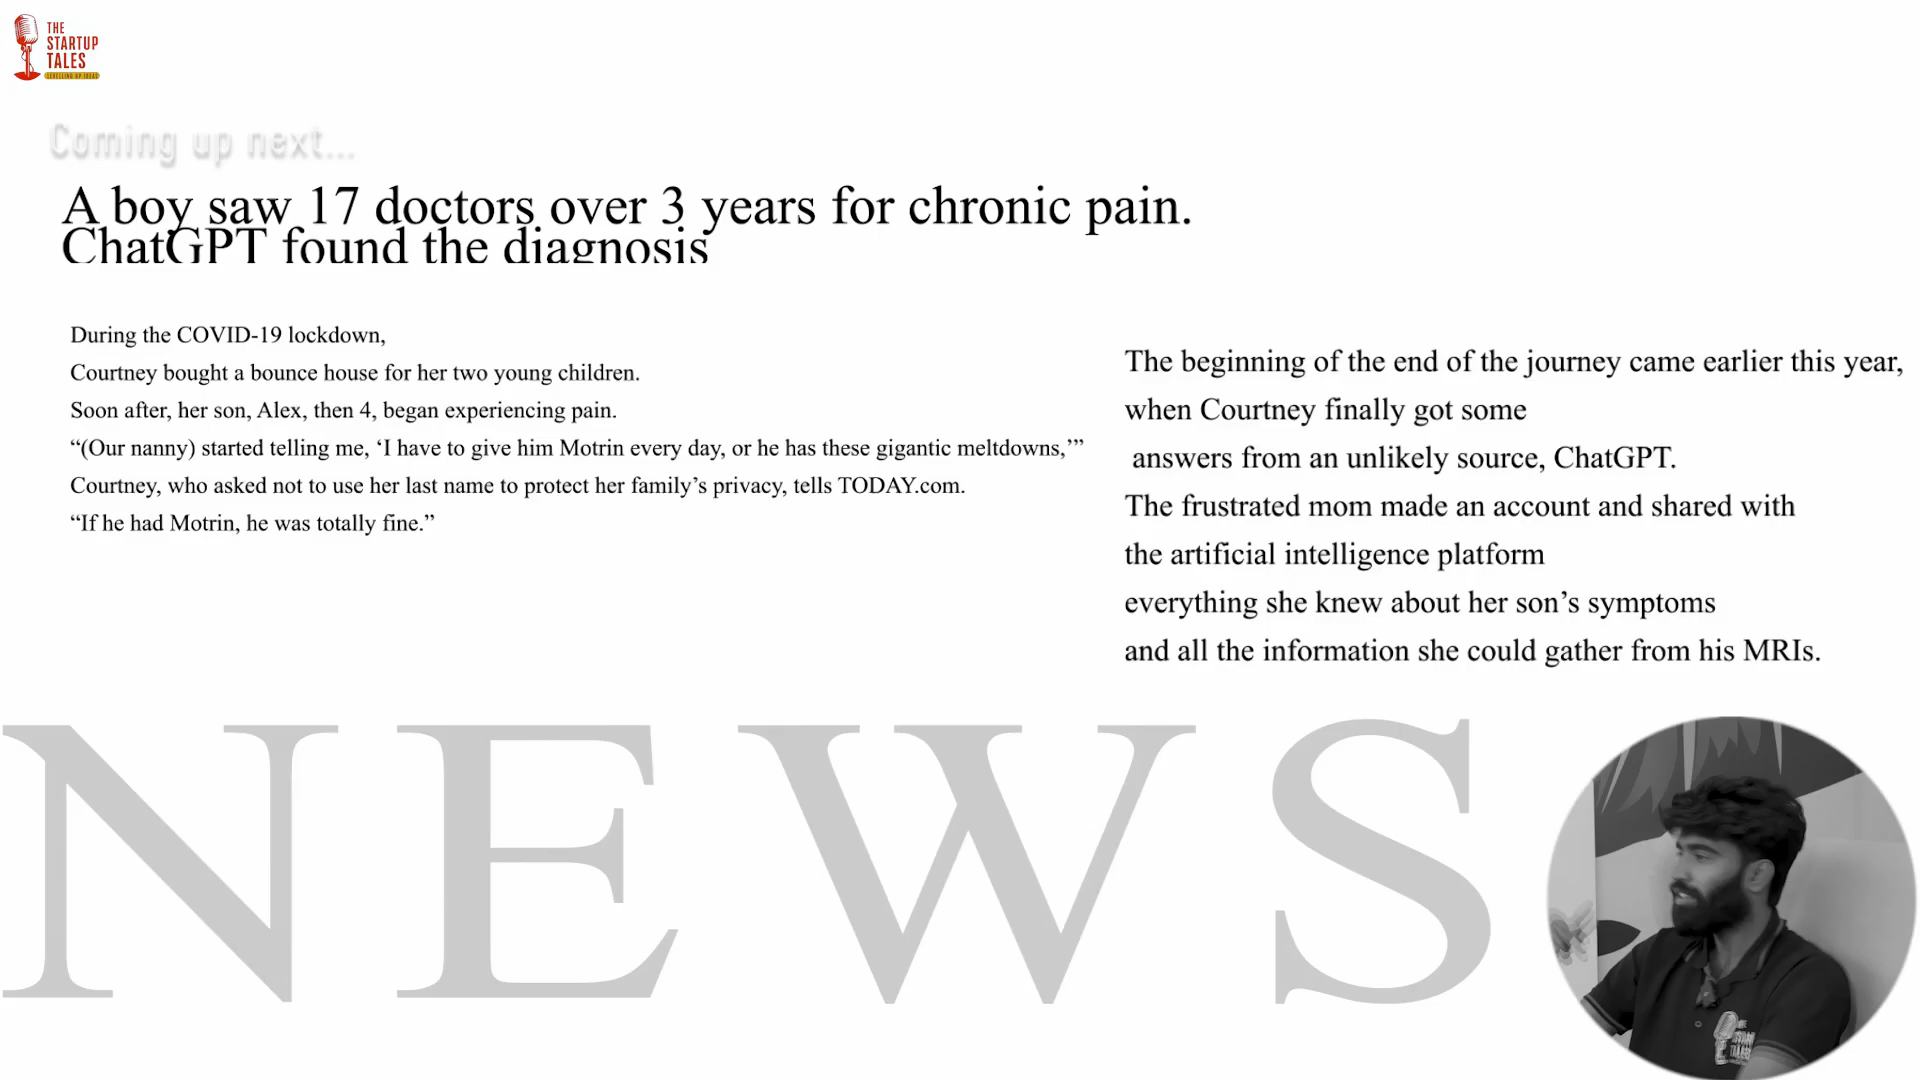 THE
STARTUP
TALES
LEVELLING UP IDEAS
Coming up next...
A boy saw 17 doctors over 3 years for chronic pain.
ChatGPT found the diagnosis
During the COVID-19 lockdown,
Courtney bought a bounce house for her two young children.
Soon after, her son, Alex, then 4, began experiencing pain.
“(Our nanny) started telling me, ‘I have to give him Motrin every day, or he has these gigantic meltdowns,’”
Courtney, who asked not to use her last name to protect her family’s privacy, tells TODAY.com.
“If he had Motrin, he was totally fine.”
The beginning of the end of the journey came earlier this year,
when Courtney finally got some
answers from an unlikely source, ChatGPT.
The frustrated mom made an account and shared with
the artificial intelligence platform
everything she knew about her son’s symptoms
and all the information she could gather from his MRIs.
NEWS